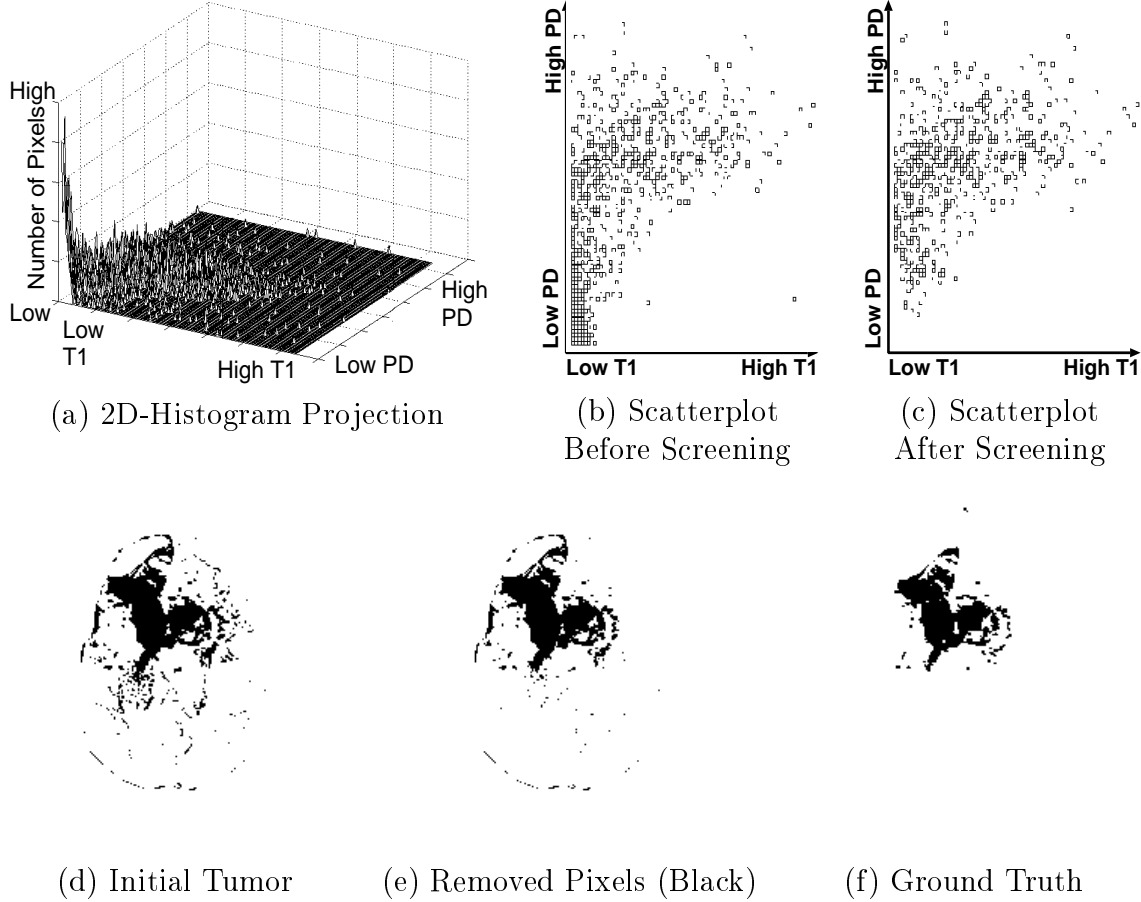 High
Number of Pixels
Low
Low
T1
High T1
Low PD
High
PD
(a) 2D-Histogram Projection
High PD
Low PD
Low T1
High T1
(b) Scatterplot
Before Screening
High PD
Low PD
Low T1
High T1
(c) Scatterplot
After Screening
(d) Initial Tumor
(e) Removed Pixels (Black)
(f) Ground Truth